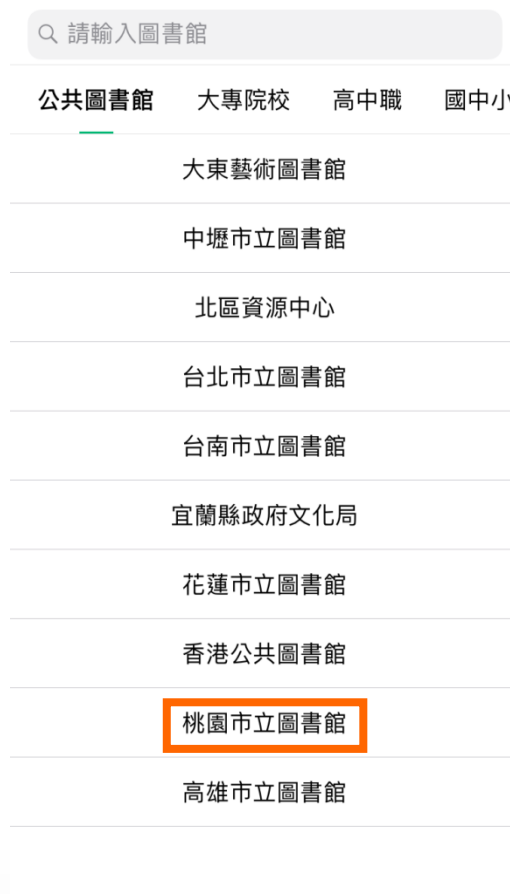 請輸入圖書館
公共圖書館 大專院校 高中職 國中小
大東藝術圖書館
中壢市立圖書館
北區資源中心
台北市立圖書館
台南市立圖書館
宜蘭縣政府文化局
花蓮市立圖書館
香港公共圖書館
桃園市立圖書館
高雄市立圖書館